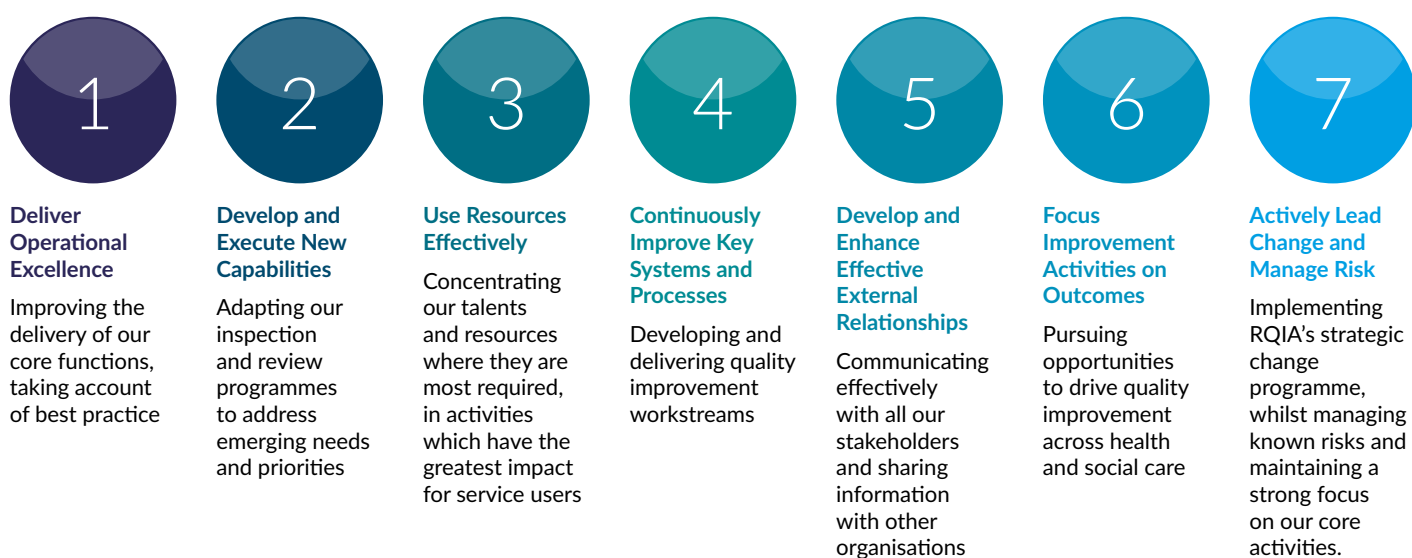 1
Deliver
Operational
Excellence
Improving the
delivery of our
core functions,
taking account
of best practice
2
Develop and
Execute New
Capabilities
Adapting our
inspection
and review
programmes
to address
emerging needs
and priorities
3
Use Resources
Effectively
Concentrating
our talents
and resources
where they are
most required,
in activities
which have the
greatest impact
for service users
4
Continuously
Improve Key
Systems and
Processes
Developing and
delivering quality
improvement
workstreams
5
Develop and
Enhance
Effective
External
Relationships
Communicating
effectively
with all our
stakeholders
and sharing
information
with other
organisations
6
Focus
Improvement
Activities on
Outcomes
Pursuing
opportunities
to drive quality
improvement
across health
and social care
7
Actively Lead
Change and
Manage Risk
Implementing
RQIA's strategic
change
programme,
whilst managing
known risks and
maintaining a
strong focus
on our core
activities.